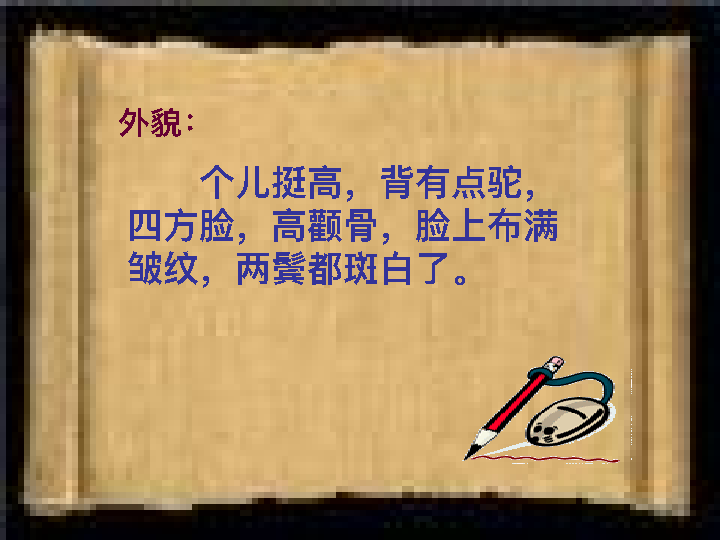 外貌：
个儿挺高，背有点驼，
四方脸，高颧骨，脸上布满
皱纹，两鬓都斑白了。